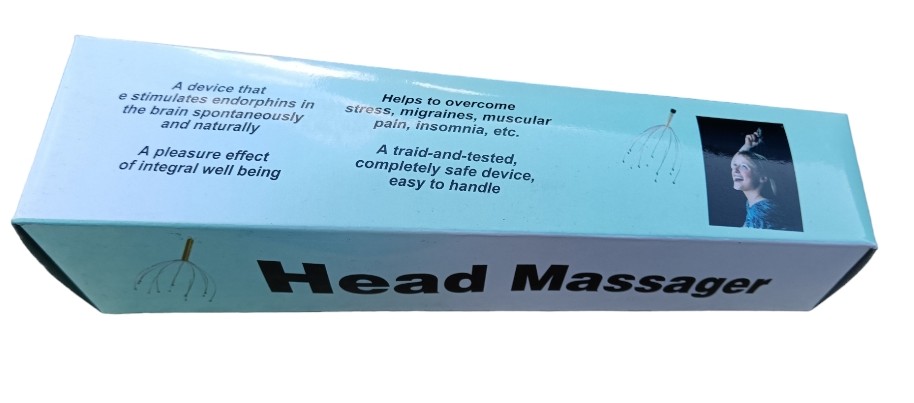 A device that
e stimulates endorphins in
the brain spontaneously
and naturally
A pleasure effect
of integral well being
Helps to overcome
stress, migraines, muscular
pain, insomnia, etc.
A traid-and-tested,
completely safe device,
easy to handle
Head Massager